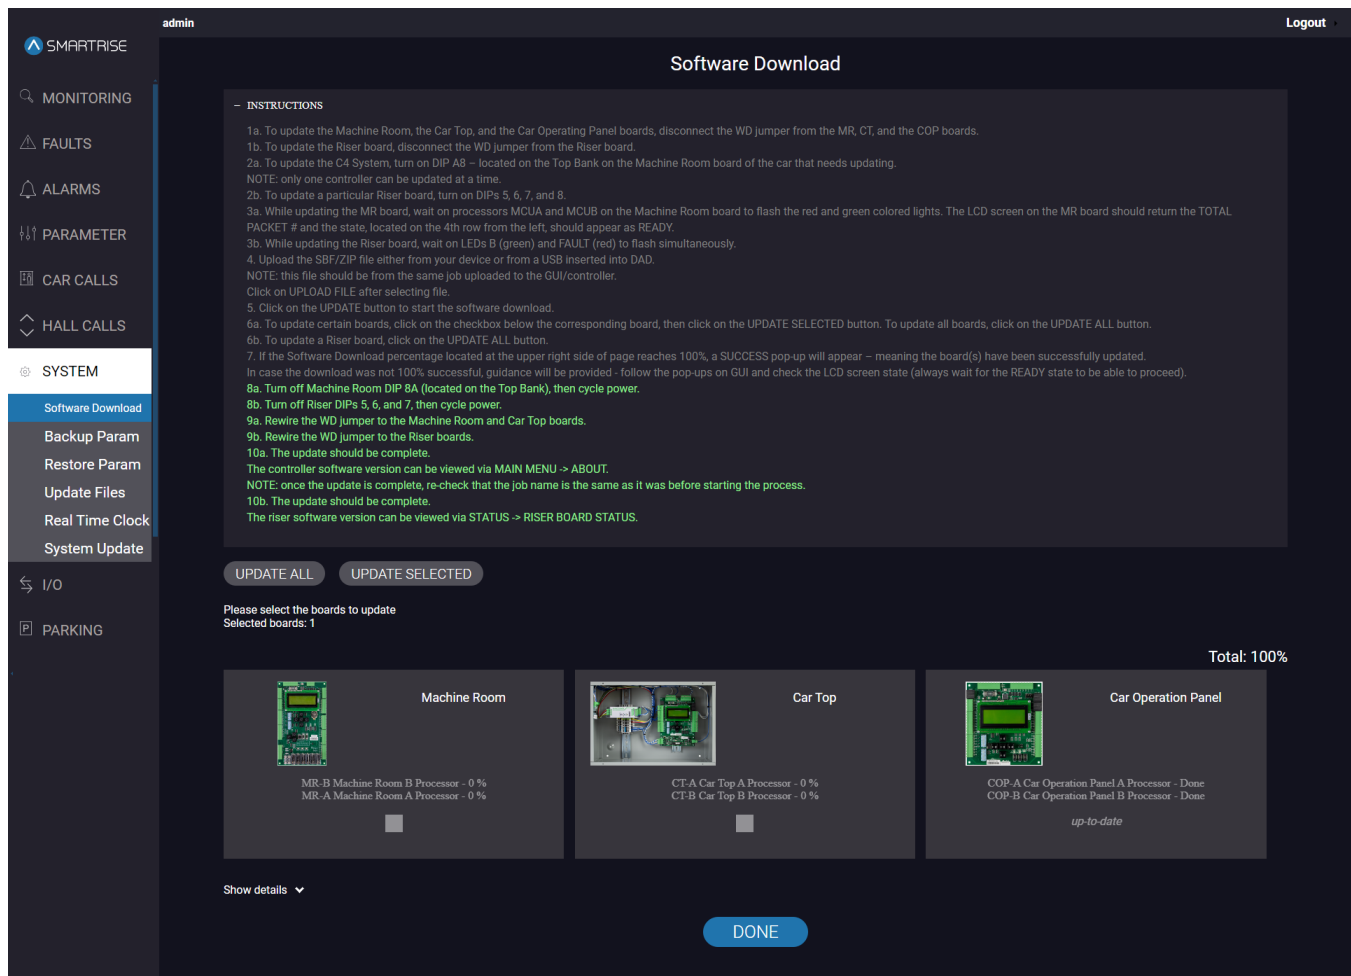 admin
Logout
SMARTRISE
Software Download
MONITORING
FAULTS
ALARMS
PARAMETER
CAR CALLS
HALL CALLS
SYSTEM
Software Download
Backup Param
Restore Param
Update Files
Real Time Clock
System Update
I/O
PARKING
– INSTRUCTIONS
1a. To update the Machine Room, the Car Top, and the Car Operating Panel boards, disconnect the WD jumper from the MR, CT, and the COP boards.
1b. To update the Riser board, disconnect the WD jumper from the Riser board.
2a. To update the C4 System, turn on DIP A8 – located on the Top Bank on the Machine Room board of the car that needs updating.
NOTE: only one controller can be updated at a time.
2b. To update a particular Riser board, turn on DIPs 5, 6, 7, and 8.
3a. While updating the MR board, wait on processors MCUA and MCUB on the Machine Room board to flash the red and green colored lights. The LCD screen on the MR board should return the TOTAL
PACKET # and the state, located on the 4th row from the left, should appear as READY.
3b. While updating the Riser board, wait on LEDs B (green) and FAULT (red) to flash simultaneously.
4. Upload the SBF/ZIP file either from your device or from a USB inserted into DAD.
NOTE: this file should be from the same job uploaded to the GUI/controller.
Click on UPLOAD FILE after selecting file.
5. Click on the UPDATE button to start the software download.
6a. To update certain boards, click on the checkbox below the corresponding board, then click on the UPDATE SELECTED button. To update all boards, click on the UPDATE ALL button.
6b. To update a Riser board, click on the UPDATE ALL button.
7. If the Software Download percentage located at the upper right side of page reaches 100%, a SUCCESS pop-up will appear – meaning the board(s) have been successfully updated.
In case the download was not 100% successful, guidance will be provided - follow the pop-ups on GUI and check the LCD screen state (always wait for the READY state to be able to proceed).
8a. Turn off Machine Room DIP 8A (located on the Top Bank), then cycle power.
8b. Turn off Riser DIPs 5, 6, and 7, then cycle power.
9a. Rewire the WD jumper to the Machine Room and Car Top boards.
9b. Rewire the WD jumper to the Riser boards.
10a. The update should be complete.
The controller software version can be viewed via MAIN MENU -> ABOUT.
NOTE: once the update is complete, re-check that the job name is the same as it was before starting the process.
10b. The update should be complete.
The riser software version can be viewed via STATUS -> RISER BOARD STATUS.
UPDATE ALL
UPDATE SELECTED
Please select the boards to update
Selected boards: 1
Total: 100%
Machine Room
MR-B Machine Room B Processor - 0 %
MR-A Machine Room A Processor - 0 %
Car Top
CT-A Car Top A Processor - 0 %
CT-B Car Top B Processor - 0 %
Car Operation Panel
COP-A Car Operation Panel A Processor - Done
COP-B Car Operation Panel B Processor - Done
up-to-date
Show details
DONE